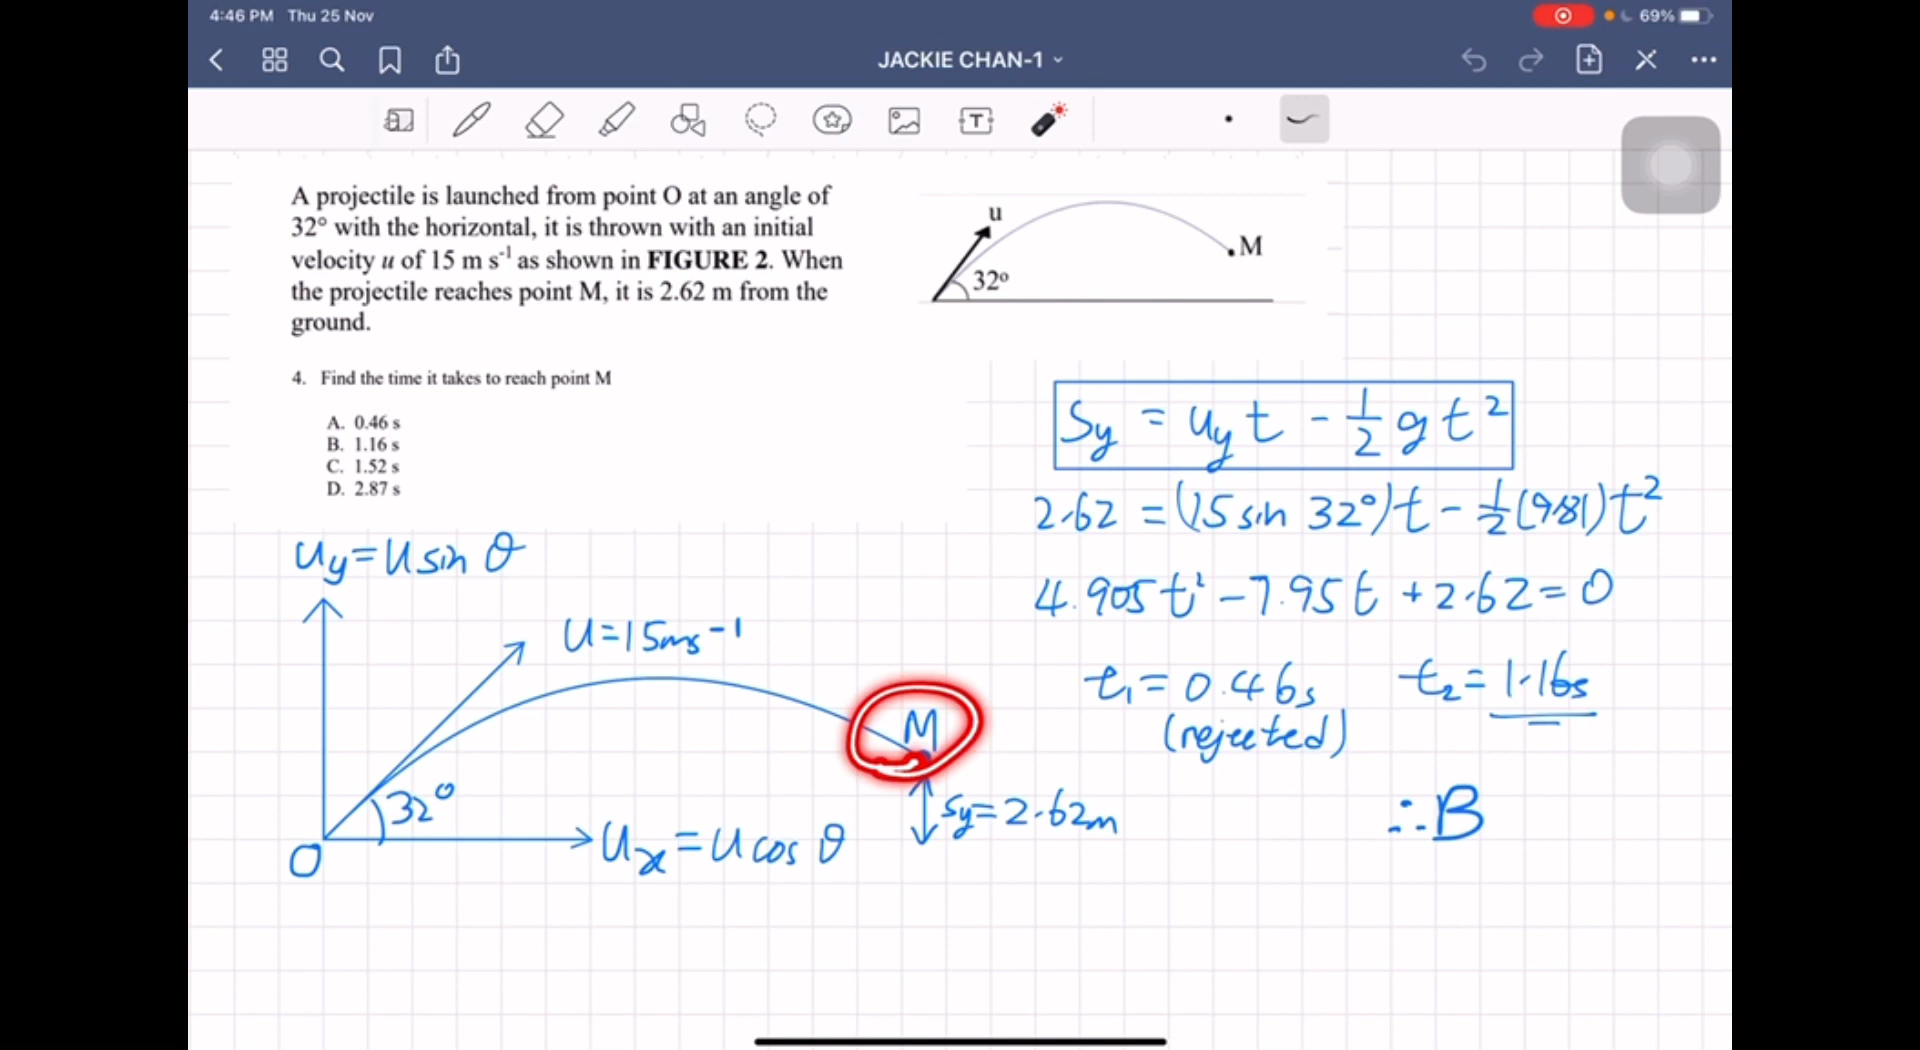 4:46 PM Thu 25 Nov
69%
JACKIE CHAN-1
T
A projectile is launched from point O at an angle of
32° with the horizontal, it is thrown with an initial
velocity u of 15 m s⁻¹ as shown in FIGURE 2. When
the projectile reaches point M, it is 2.62 m from the
ground.
u
M
32°
4. Find the time it takes to reach point M
A. 0.46 s
B. 1.16 s
C. 1.52 s
D. 2.87 s
Sy = uy t - 1/2 g t²
2.62 = (15 sin 32°)t - 1/2 (9.81)t²
4.905t² - 7.95t + 2.62 = 0
t₁ = 0.46s t₂ = 1.16s
(rejected)
∴ B
uy = u sin θ
u = 15ms⁻¹
M
32°
Sy = 2.62m
O
ux = u cos θ